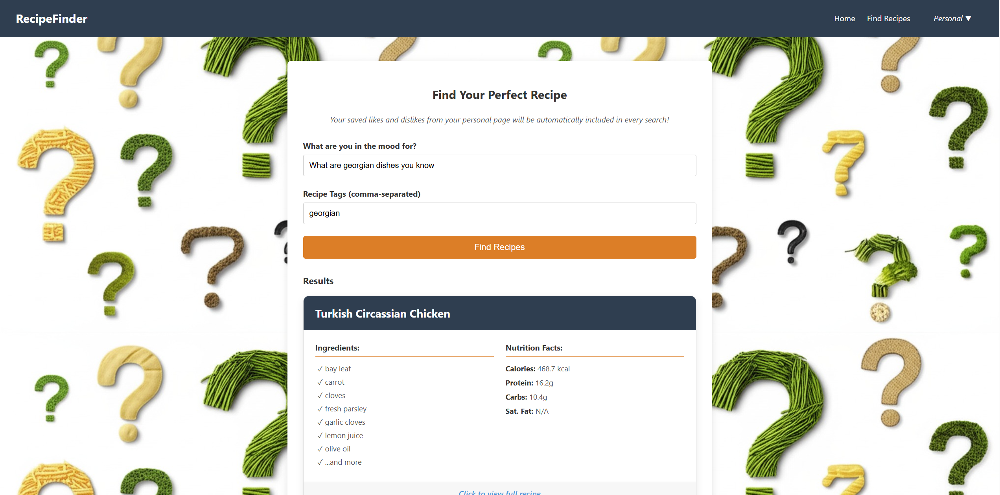 RecipeFinder
Home Find Recipes Personal ▼
Find Your Perfect Recipe
Your saved likes and dislikes from your personal page will be automatically included in every search!
What are you in the mood for?
What are georgian dishes you know
Recipe Tags (comma-separated)
georgian
Find Recipes
Results
Turkish Circassian Chicken
Ingredients:
✓ bay leaf
✓ carrot
✓ cloves
✓ fresh parsley
✓ garlic cloves
✓ lemon juice
✓ olive oil
✓ ...and more
Nutrition Facts:
Calories: 468.7 kcal
Protein: 16.2g
Carbs: 10.4g
Sat. Fat: N/A
Click to view full recipe